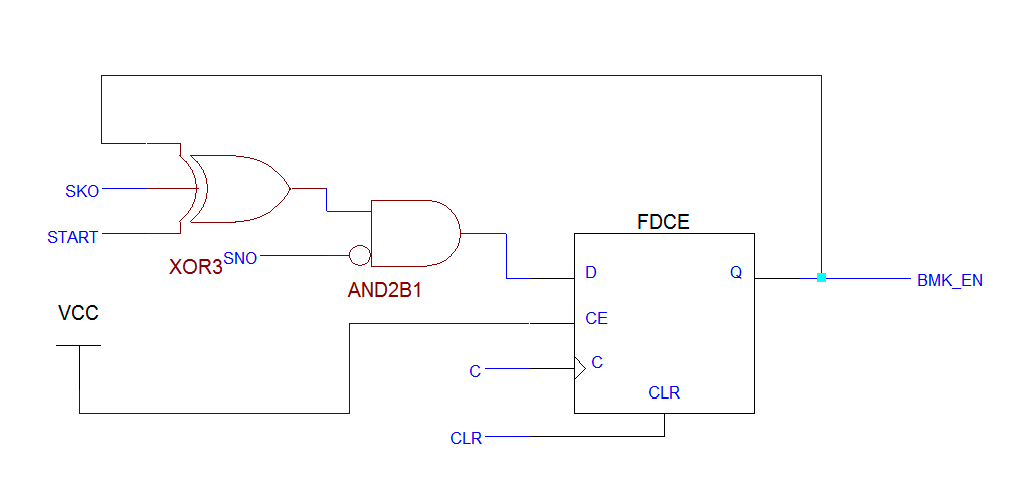 SKO
START
XOR3
SNO
AND2B1
VCC
FDCE
D
Q
CE
C
C
CLR
CLR
BMK_EN